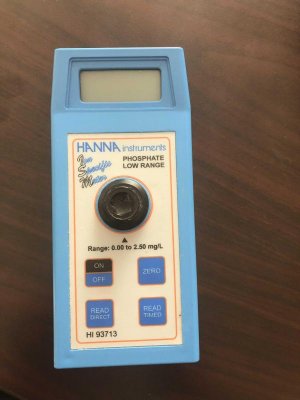 HANNA instruments
Ion
Specific
Meter
PHOSPHATE
LOW RANGE
Range: 0.00 to 2.50 mg/L
ON
OFF
ZERO
READ
DIRECT
READ
TIMED
HI 93713